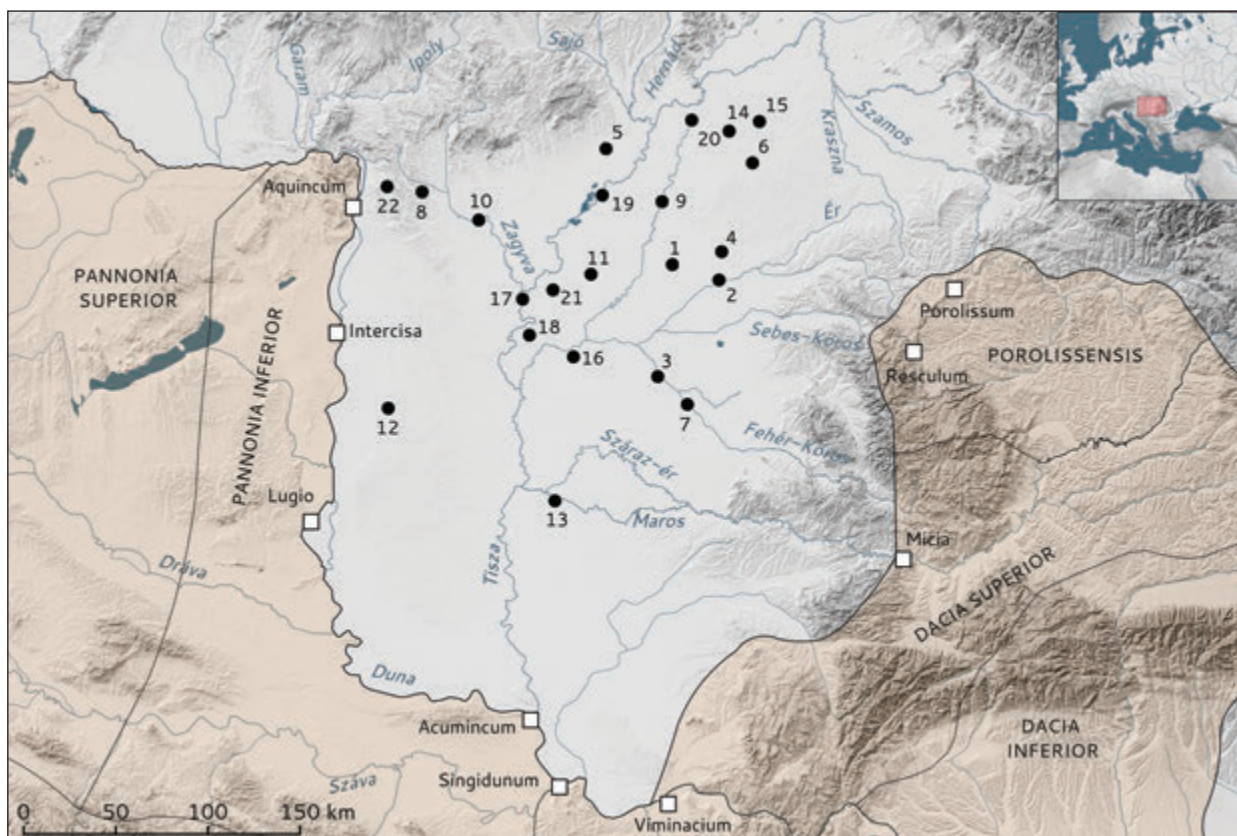 Garam
Ipoly
Sajó
Hernád
Kraszna
Szamos
14
15
20
5
6
Aquincum
22
8
10
19
9
Ér
Zagyva
4
1
PANNONIA
SUPERIOR
11
2
17
21
Porolissum
Intercisa
18
Sebes-Körös
POROLISSENSIS
16
3
Resculum
PANNONIA INFERIOR
12
7
Fehér-Körös
Száraz-ér
Lugio
13
Maros
Micia
Dráva
Tisza
DACIA SUPERIOR
Duna
Acumincum
DACIA
INFERIOR
Száva
Singidunum
0
50
100
150 km
Viminacium